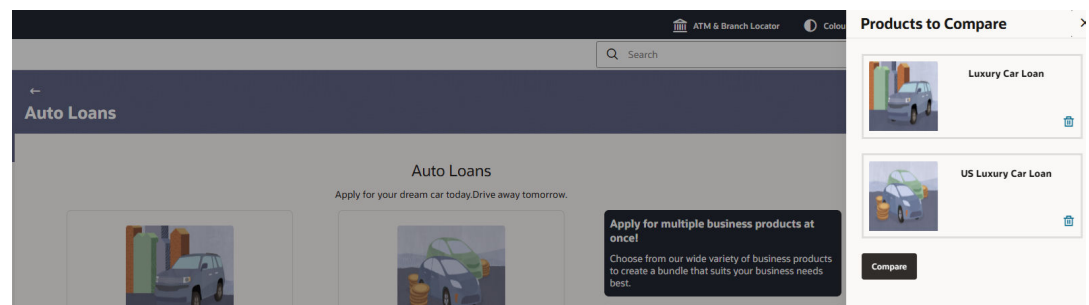 ATM & Branch Locator
Colou
Search
Auto Loans
Auto Loans
Apply for your dream car today.Drive away tomorrow.
Apply for multiple business products at
once!
Choose from our wide variety of business products
to create a bundle that suits your business needs
best.
Products to Compare
Luxury Car Loan
US Luxury Car Loan
Compare